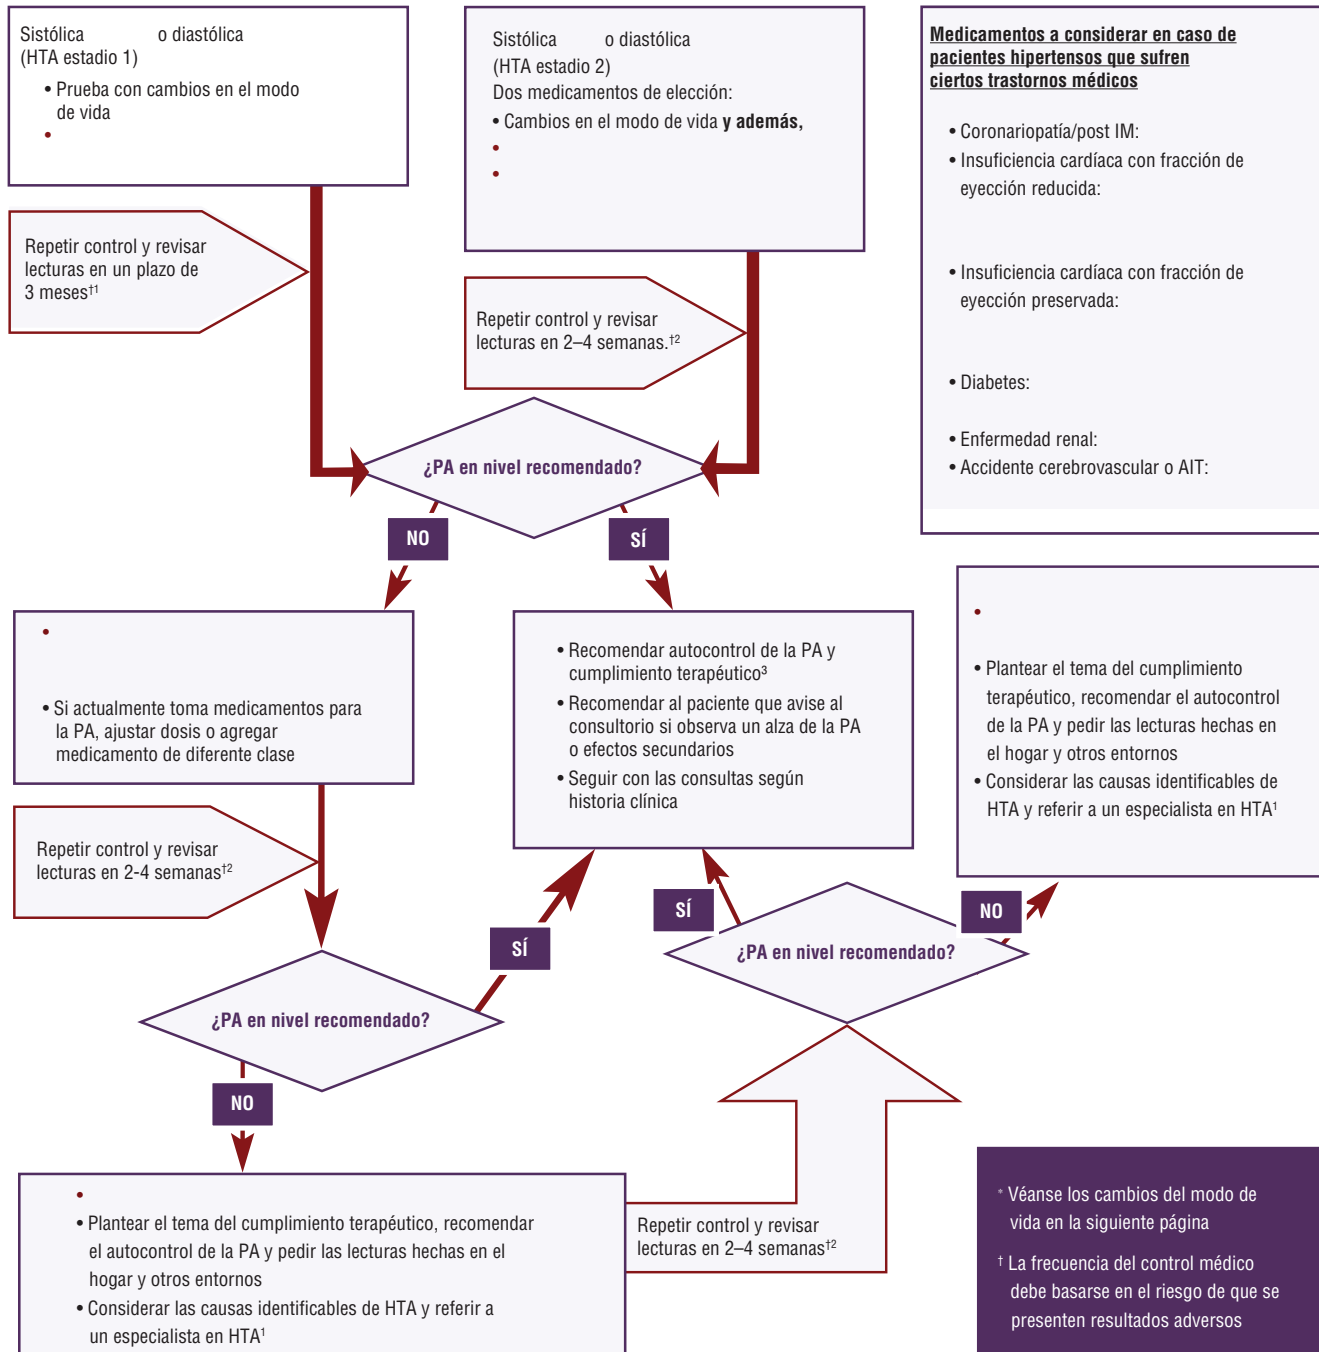 Sistólica o diastólica
(HTA estadio 1)
• Prueba con cambios en el modo
de vida
•
Sistólica o diastólica
(HTA estadio 2)
Dos medicamentos de elección:
• Cambios en el modo de vida y además,
•
•
Medicamentos a considerar en caso de
pacientes hipertensos que sufren
ciertos trastornos médicos
• Coronariopatía/post IM:
• Insuficiencia cardíaca con fracción de
eyección reducida:
• Insuficiencia cardíaca con fracción de
eyección preservada:
• Diabetes:
• Enfermedad renal:
• Accidente cerebrovascular o AIT:
Repetir control y revisar
lecturas en un plazo de
3 meses†1
Repetir control y revisar
lecturas en 2–4 semanas.†2
¿PA en nivel recomendado?
NO
SÍ
•
• Si actualmente toma medicamentos para
la PA, ajustar dosis o agregar
medicamento de diferente clase
• Recomendar autocontrol de la PA y
cumplimiento terapéutico3
• Recomendar al paciente que avise al
consultorio si observa un alza de la PA
o efectos secundarios
• Seguir con las consultas según
historia clínica
•
• Plantear el tema del cumplimiento
terapéutico, recomendar el autocontrol
de la PA y pedir las lecturas hechas en
el hogar y otros entornos
• Considerar las causas identificables de
HTA y referir a un especialista en HTA1
Repetir control y revisar
lecturas en 2-4 semanas†2
SÍ
SÍ
NO
¿PA en nivel recomendado?
¿PA en nivel recomendado?
NO
•
• Plantear el tema del cumplimiento terapéutico, recomendar
el autocontrol de la PA y pedir las lecturas hechas en el
hogar y otros entornos
• Considerar las causas identificables de HTA y referir a
un especialista en HTA1
Repetir control y revisar
lecturas en 2–4 semanas†2
* Véanse los cambios del modo de
vida en la siguiente página
† La frecuencia del control médico
debe basarse en el riesgo de que se
presenten resultados adversos